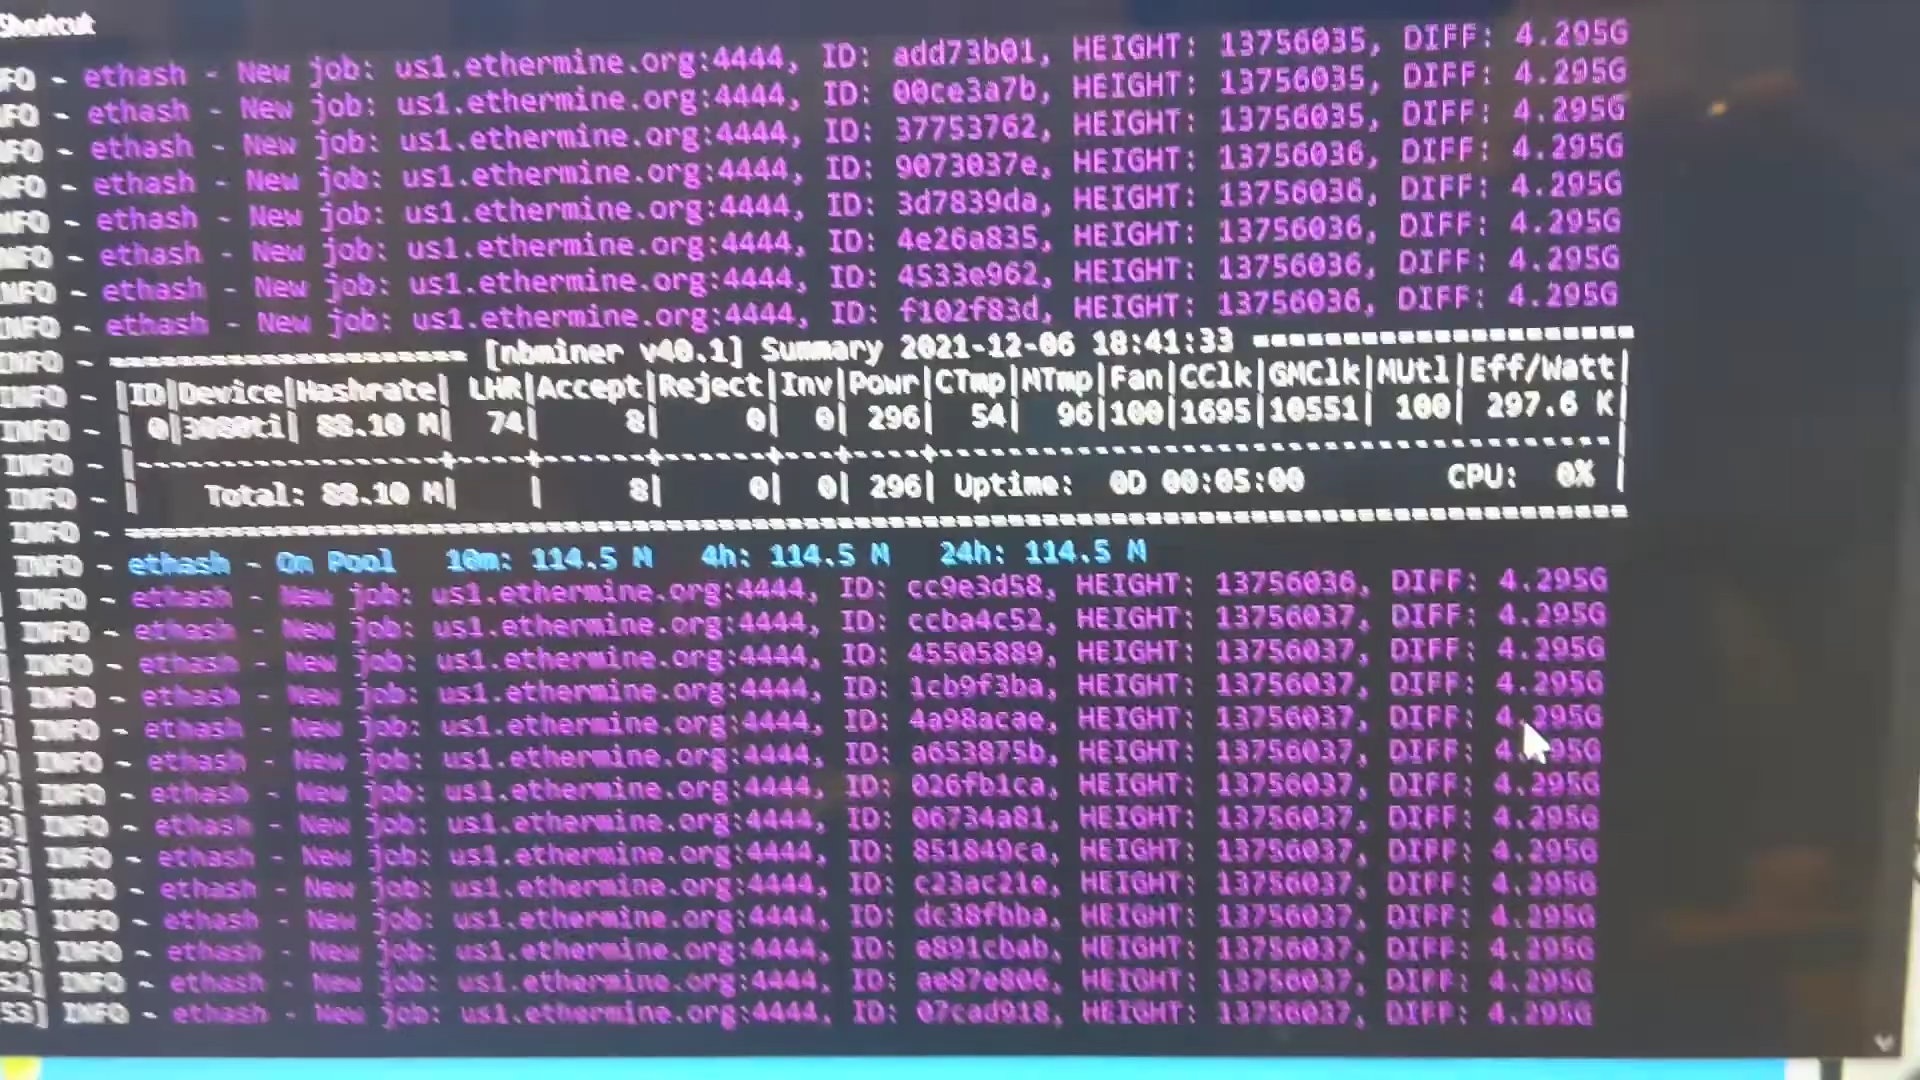 Shortcut
FO - ethash - New job: us1.ethermine.org:4444, ID: add73b01, HEIGHT: 13756035, DIFF: 4.295G
FO - ethash - New job: us1.ethermine.org:4444, ID: 00ce3a7b, HEIGHT: 13756035, DIFF: 4.295G
NFO - ethash - New job: us1.ethermine.org:4444, ID: 37753762, HEIGHT: 13756035, DIFF: 4.295G
NFO - ethash - New job: us1.ethermine.org:4444, ID: 9073037e, HEIGHT: 13756036, DIFF: 4.295G
NFO - ethash - New job: us1.ethermine.org:4444, ID: 3d7839da, HEIGHT: 13756036, DIFF: 4.295G
NFO - ethash - New job: us1.ethermine.org:4444, ID: 4e26a835, HEIGHT: 13756036, DIFF: 4.295G
INFO - ethash - New job: us1.ethermine.org:4444, ID: 4533e962, HEIGHT: 13756036, DIFF: 4.295G
INFO - ethash - New job: us1.ethermine.org:4444, ID: f102f83d, HEIGHT: 13756036, DIFF: 4.295G
INFO - ===================== [nbminer v40.1] Summary 2021-12-06 18:41:33 ======================
INFO - |ID|Device|Hashrate| LHR|Accept|Reject|Inv|Powr|CTmp|MTmp|Fan|CClk|GMClk|MUtl|Eff/Watt|
INFO - | 0|3080ti| 88.10 M| 74| 8| 0| 0| 296| 54| 96|100|1695|10551| 100| 297.6 K|
INFO - |------------------+----+------+------+---+----+----------------------------------------|
INFO - | Total: 88.10 M| | 8| 0| 0| 296| Uptime: 0D 00:05:00 CPU: 0% |
INFO - ========================================================================================
INFO - ethash - On Pool 10m: 114.5 M 4h: 114.5 M 24h: 114.5 M
INFO - ethash - New job: us1.ethermine.org:4444, ID: cc9e3d58, HEIGHT: 13756036, DIFF: 4.295G
INFO - ethash - New job: us1.ethermine.org:4444, ID: ccba4c52, HEIGHT: 13756037, DIFF: 4.295G
INFO - ethash - New job: us1.ethermine.org:4444, ID: 45505889, HEIGHT: 13756037, DIFF: 4.295G
] INFO - ethash - New job: us1.ethermine.org:4444, ID: 1cb9f3ba, HEIGHT: 13756037, DIFF: 4.295G
] INFO - ethash - New job: us1.ethermine.org:4444, ID: 4a98acae, HEIGHT: 13756037, DIFF: 4.295G
] INFO - ethash - New job: us1.ethermine.org:4444, ID: a653875b, HEIGHT: 13756037, DIFF: 4.295G
2] INFO - ethash - New job: us1.ethermine.org:4444, ID: 026fb1ca, HEIGHT: 13756037, DIFF: 4.295G
3] INFO - ethash - New job: us1.ethermine.org:4444, ID: 06734a81, HEIGHT: 13756037, DIFF: 4.295G
5] INFO - ethash - New job: us1.ethermine.org:4444, ID: 851849ca, HEIGHT: 13756037, DIFF: 4.295G
7] INFO - ethash - New job: us1.ethermine.org:4444, ID: c23ac21e, HEIGHT: 13756037, DIFF: 4.295G
8] INFO - ethash - New job: us1.ethermine.org:4444, ID: dc38fbba, HEIGHT: 13756037, DIFF: 4.295G
49] INFO - ethash - New job: us1.ethermine.org:4444, ID: e891cbab, HEIGHT: 13756037, DIFF: 4.295G
52] INFO - ethash - New job: us1.ethermine.org:4444, ID: ae87e806, HEIGHT: 13756037, DIFF: 4.295G
53] INFO - ethash - New job: us1.ethermine.org:4444, ID: 07cad918, HEIGHT: 13756037, DIFF: 4.295G